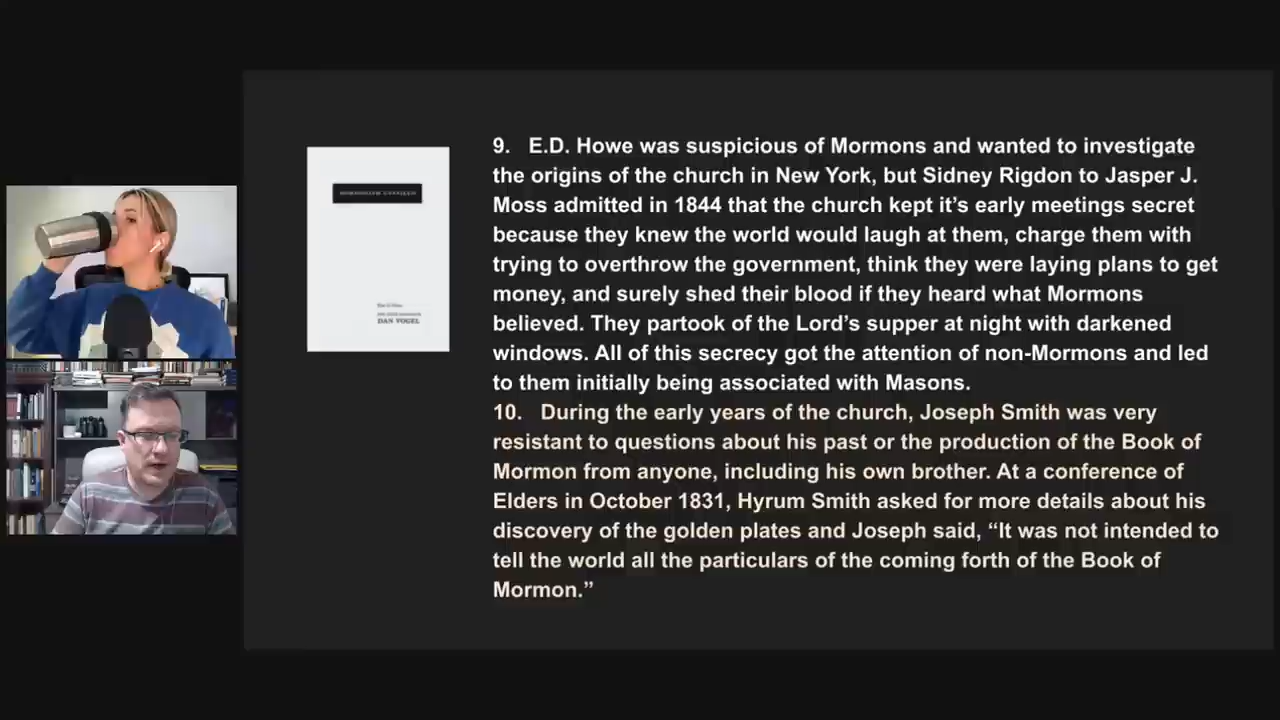 DAN VOGEL
9. E.D. Howe was suspicious of Mormons and wanted to investigate
the origins of the church in New York, but Sidney Rigdon to Jasper J.
Moss admitted in 1844 that the church kept it’s early meetings secret
because they knew the world would laugh at them, charge them with
trying to overthrow the government, think they were laying plans to get
money, and surely shed their blood if they heard what Mormons
believed. They partook of the Lord’s supper at night with darkened
windows. All of this secrecy got the attention of non-Mormons and led
to them initially being associated with Masons.
10. During the early years of the church, Joseph Smith was very
resistant to questions about his past or the production of the Book of
Mormon from anyone, including his own brother. At a conference of
Elders in October 1831, Hyrum Smith asked for more details about his
discovery of the golden plates and Joseph said, “It was not intended to
tell the world all the particulars of the coming forth of the Book of
Mormon.”